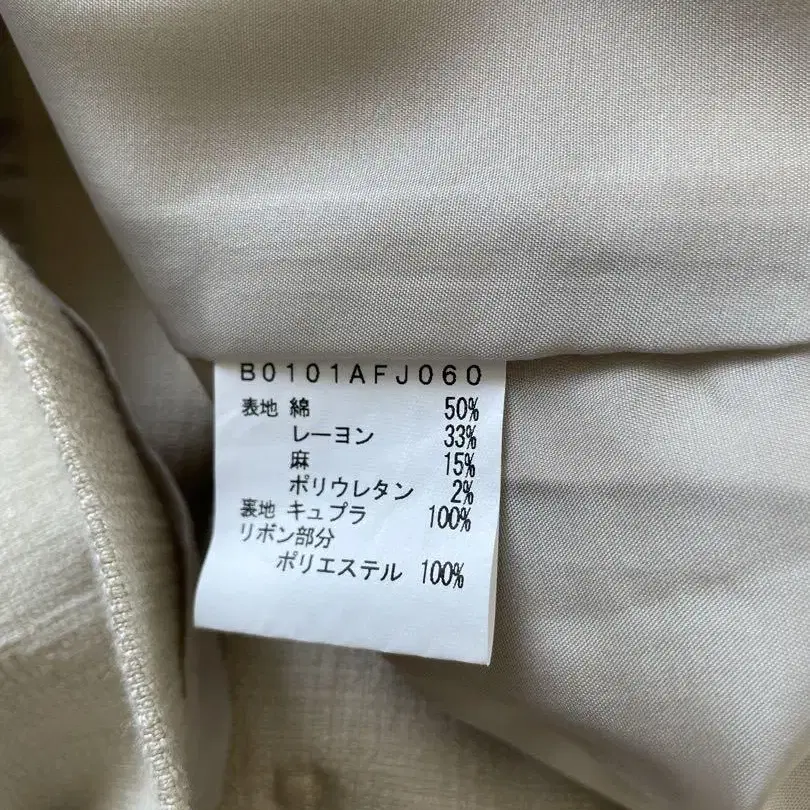 B0101AFJ060
表地 綿 50%
レーヨン 33%
麻 15%
ポリウレタン 2%
裏地 キュプラ 100%
リボン部分
ポリエステル 100%